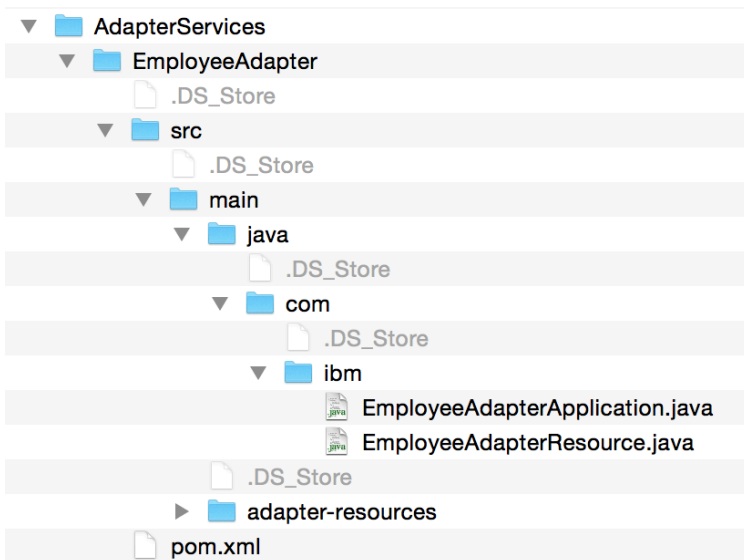 AdapterServices
EmployeeAdapter
.DS_Store
src
.DS_Store
main
java
.DS_Store
com
.DS_Store
ibm
EmployeeAdapterApplication.java
EmployeeAdapterResource.java
.DS_Store
adapter-resources
pom.xml